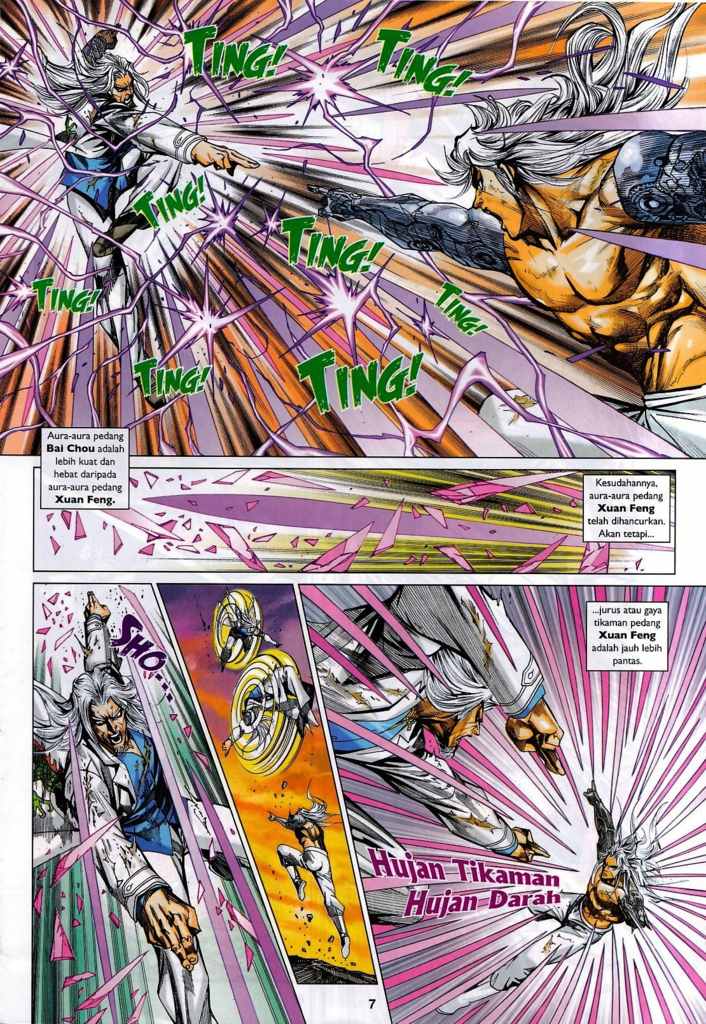 TING!
TING!
TING!
TING!
TING!
TING!
TING!
TING!
Aura-aura pedang
Bai Chou adalah
lebih kuat dan
hebat daripada
aura-aura pedang
Xuan Feng.
Kesudahannya,
aura-aura pedang
Xuan Feng
telah dihancurkan.
Akan tetapi...
SHO...
...jurus atau gaya
tikaman pedang
Xuan Feng
adalah jauh lebih
pantas.
Hujan Tikaman
Hujan Darah
7